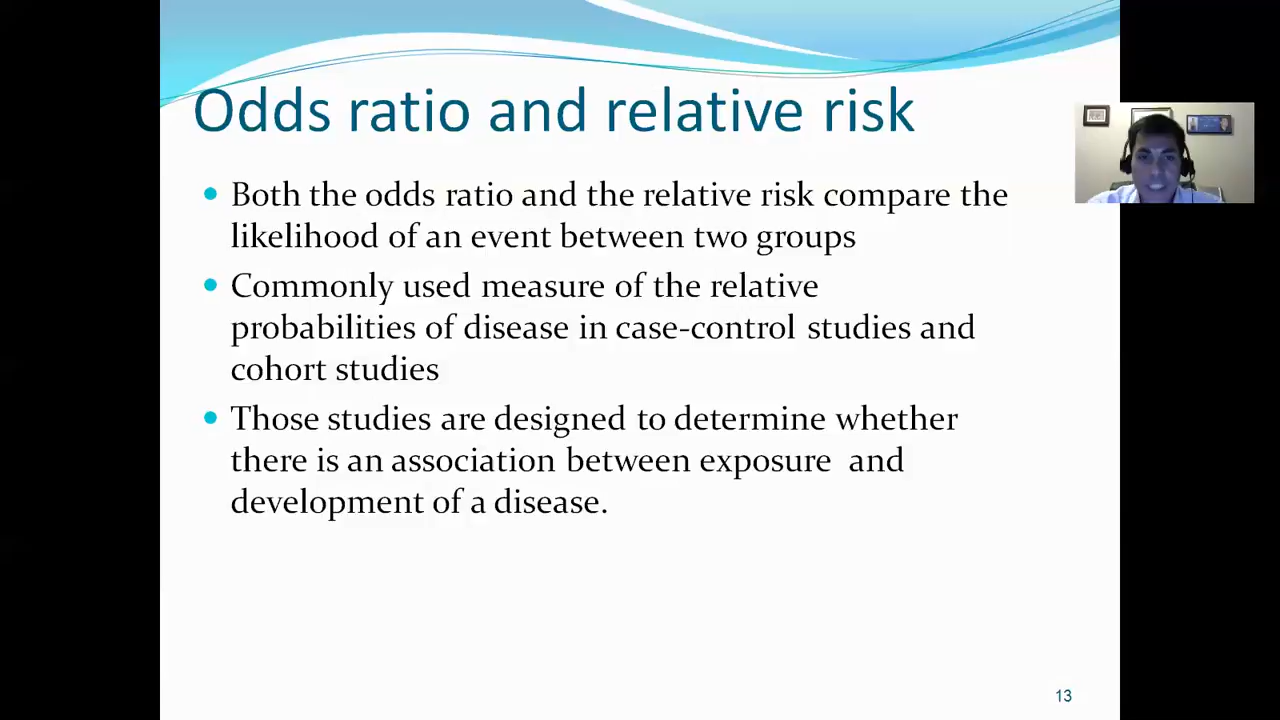 Odds ratio and relative risk
• Both the odds ratio and the relative risk compare the
likelihood of an event between two groups
• Commonly used measure of the relative
probabilities of disease in case-control studies and
cohort studies
• Those studies are designed to determine whether
there is an association between exposure  and
development of a disease.
13